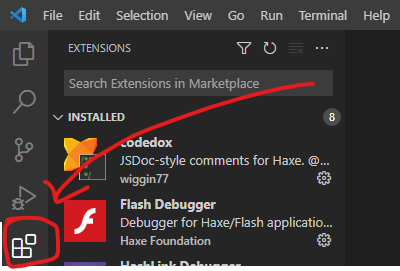 File Edit Selection View Go Run Terminal Help
EXTENSIONS
Search Extensions in Marketplace
INSTALLED 8
codedox
JSDoc-style comments for Haxe. @...
wiggin77
Flash Debugger
Debugger for Haxe/Flash applicatio...
Haxe Foundation
HashLink Debugger